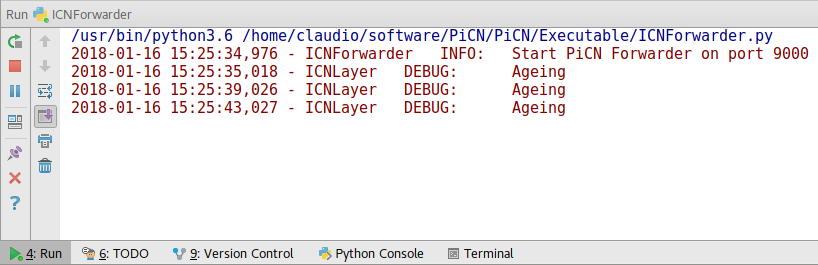 Run ICNForwarder
/usr/bin/python3.6 /home/claudio/software/PiCN/PiCN/Executable/ICNForwarder.py
2018-01-16 15:25:34,976 - ICNForwarder   INFO:   Start PiCN Forwarder on port 9000
2018-01-16 15:25:35,018 - ICNLayer   DEBUG:      Ageing
2018-01-16 15:25:39,026 - ICNLayer   DEBUG:      Ageing
2018-01-16 15:25:43,027 - ICNLayer   DEBUG:      Ageing
4: Run   6: TODO   9: Version Control   Python Console   Terminal